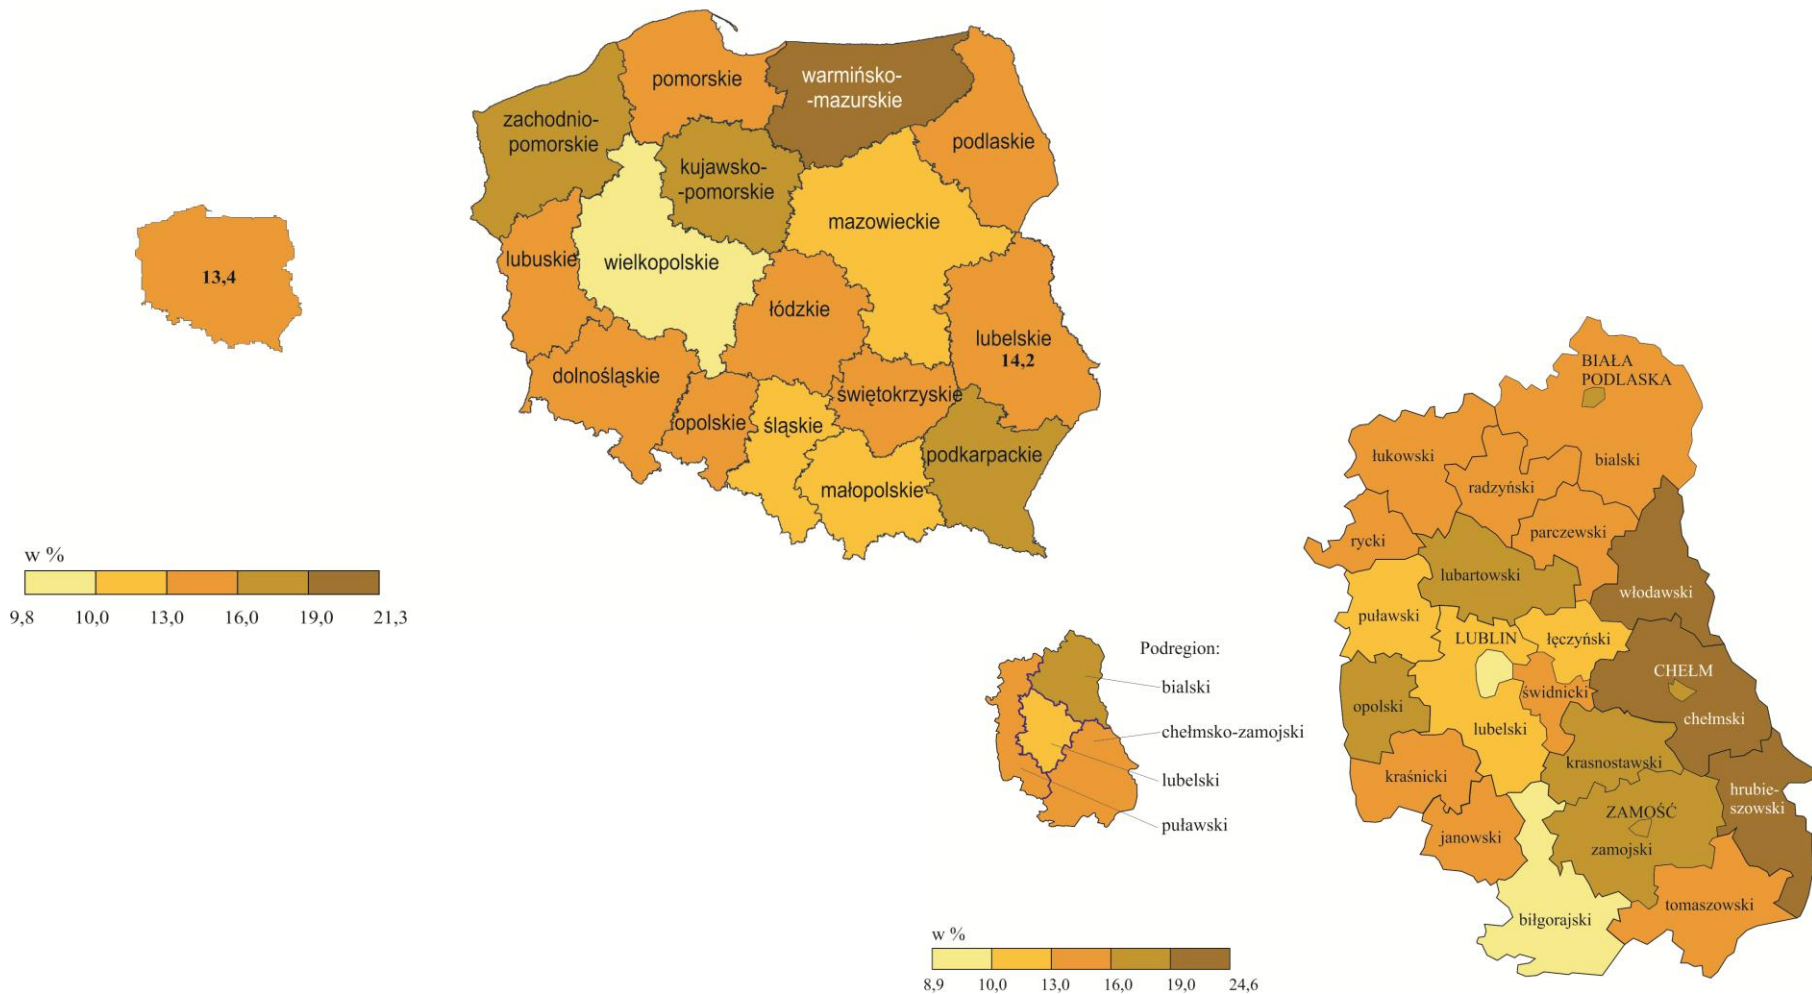 pomorskie
warmińsko-
-mazurskie
zachodnio-
pomorskie
podlaskie
kujawsko-
-pomorskie
mazowieckie
lubuskie
wielkopolskie
13,4
łódzkie
lubelskie
14,2
dolnośląskie
świętokrzyskie
opolskie
śląskie
podkarpackie
małopolskie
w %
9,8
10,0
13,0
16,0
19,0
21,3
Podregion:
bialski
chełmsko-zamojski
lubelski
puławski
w %
8,9
10,0
13,0
16,0
19,0
24,6
BIAŁA
PODLASKA
łukowski
bialski
radzyński
rycki
parczewski
lubartowski
włodawski
puławski
LUBLIN
łęczyński
CHEŁM
świdnicki
opolski
chełmski
lubelski
krasnostawski
kraśnicki
hrubie-
szowski
ZAMOŚĆ
janowski
zamojski
tomaszowski
biłgorajski